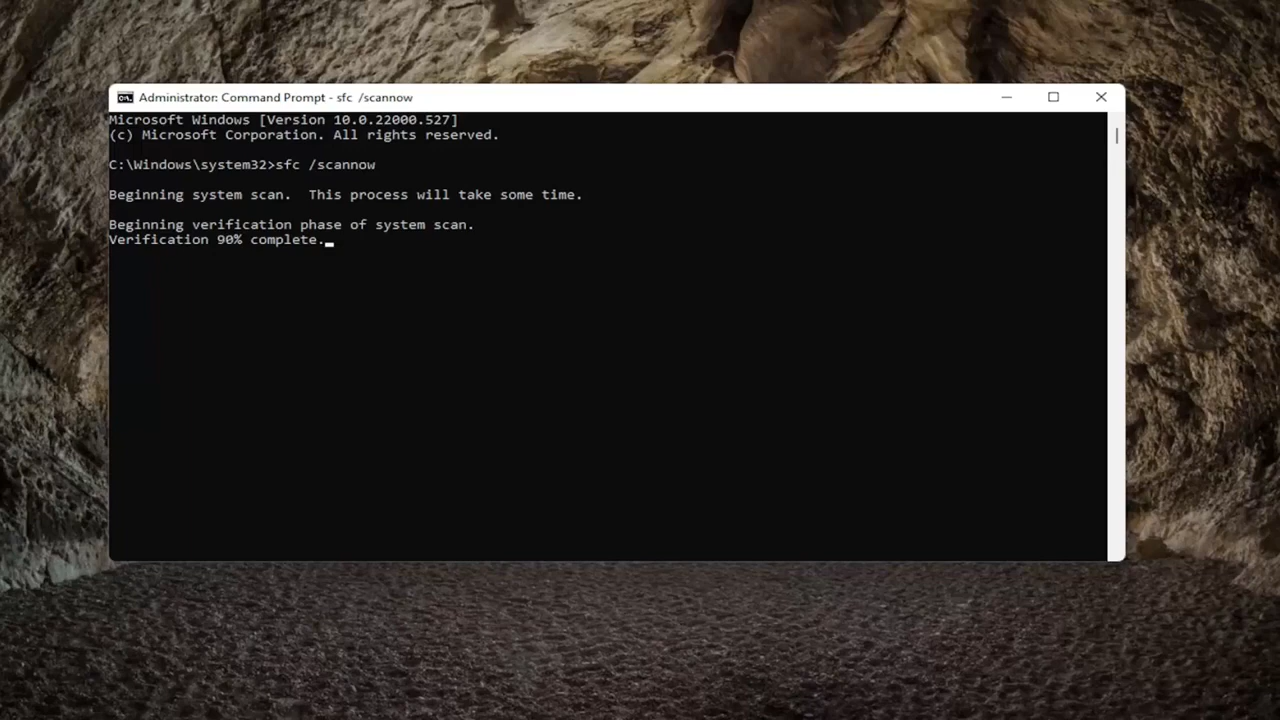 Administrator: Command Prompt - sfc  /scannow
Microsoft Windows [Version 10.0.22000.527]
(c) Microsoft Corporation. All rights reserved.
C:\Windows\system32>sfc /scannow
Beginning system scan.  This process will take some time.
Beginning verification phase of system scan.
Verification 90% complete.